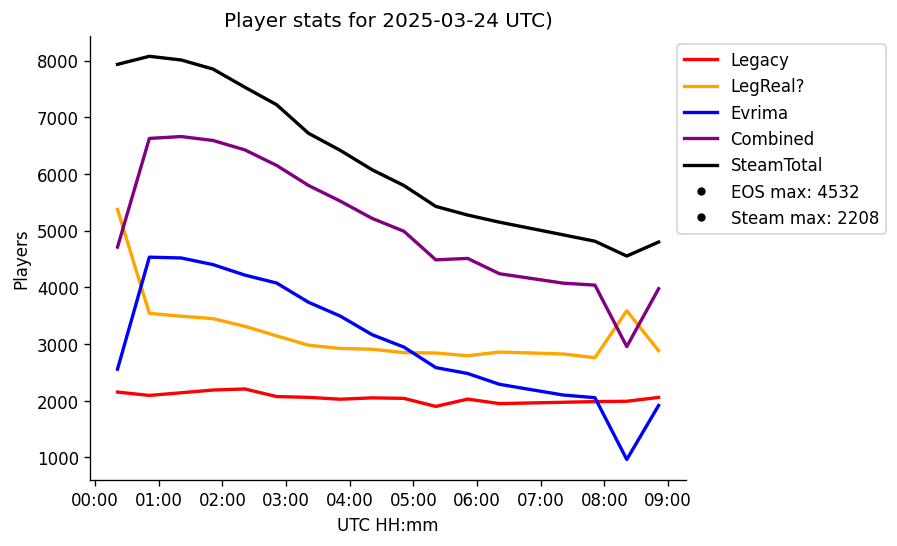 Player stats for 2025-03-24 UTC)
8000
7000
6000
5000
4000
3000
2000
1000
Players
00:00 01:00 02:00 03:00 04:00 05:00 06:00 07:00 08:00 09:00
UTC HH:mm
Legacy
LegReal?
Evrima
Combined
SteamTotal
EOS max: 4532
Steam max: 2208